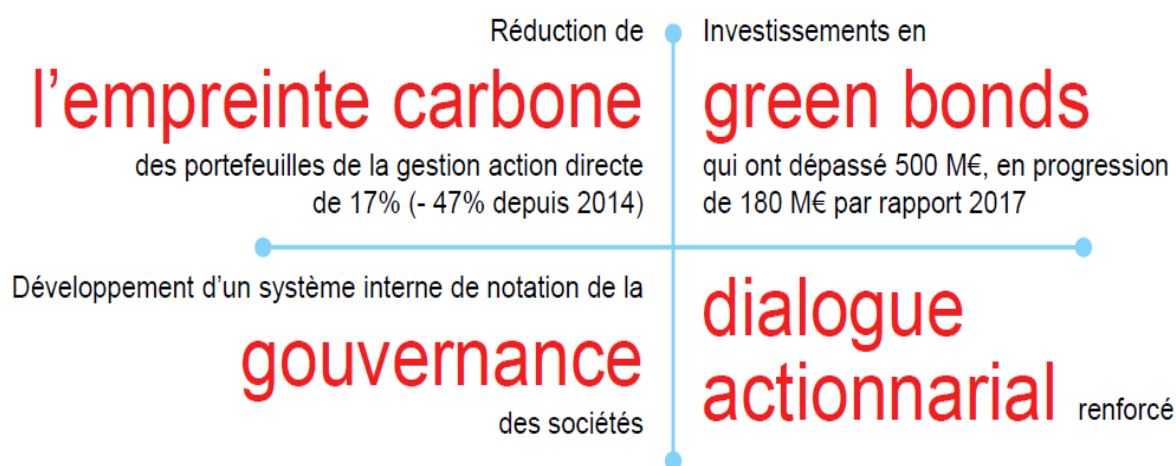 Réduction de
l'empreinte carbone
des portefeuilles de la gestion action directe
de 17% (- 47% depuis 2014)
Investissements en
green bonds
qui ont dépassé 500 M€, en progression
de 180 M€ par rapport 2017
Développement d'un système interne de notation de la
gouvernance
des sociétés
dialogue
actionnarial renforcé